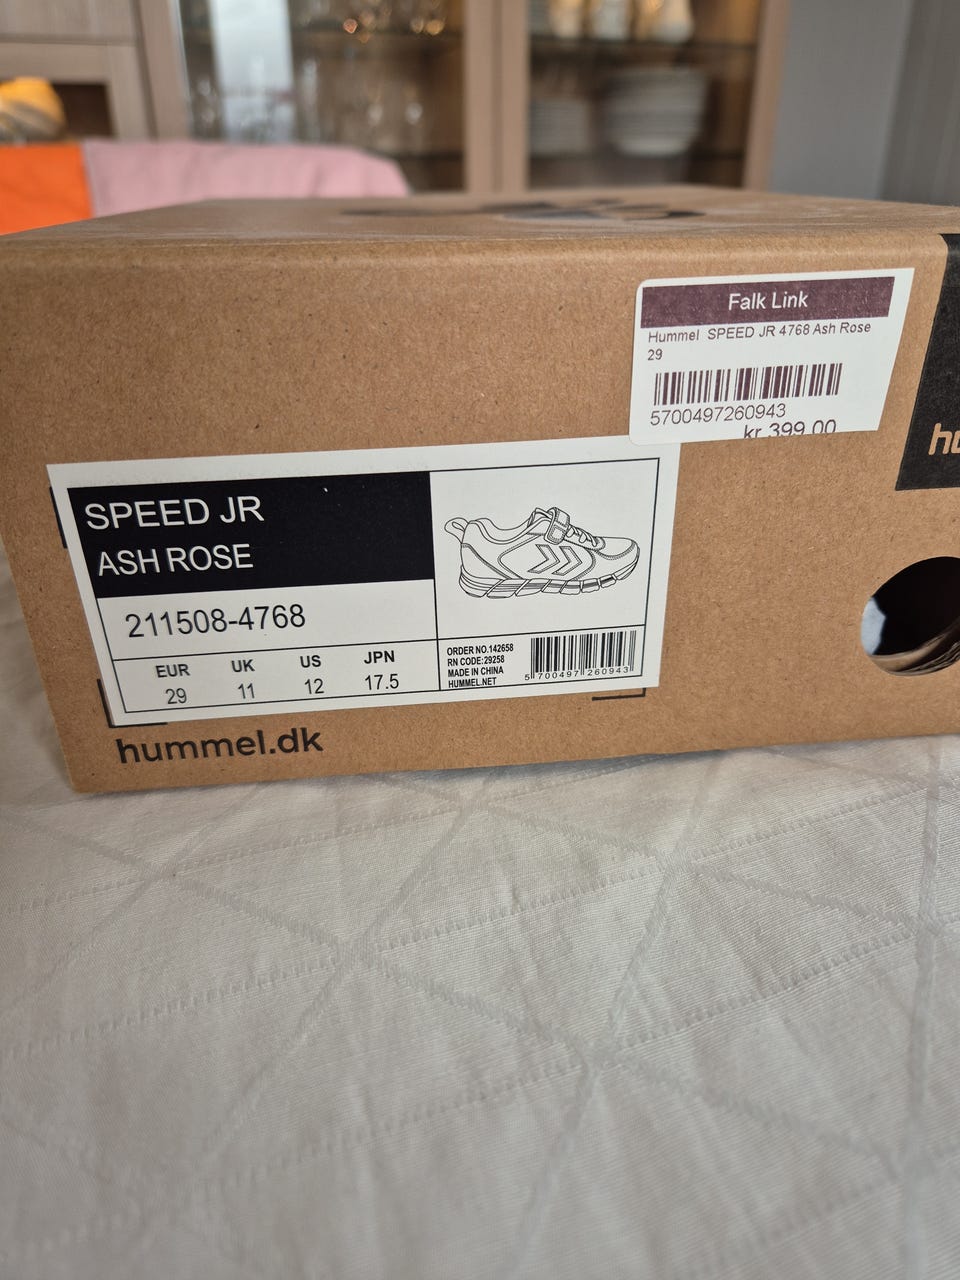 Falk Link
Hummel SPEED JR 4768 Ash Rose
29
5700497260943
kr 399.00
SPEED JR
ASH ROSE
211508-4768
EUR UK US JPN
29 11 12 17.5
ORDER NO.142658
RN CODE:29258
MADE IN CHINA
HUMMEL.NET
5 700497 260943
hummel.dk